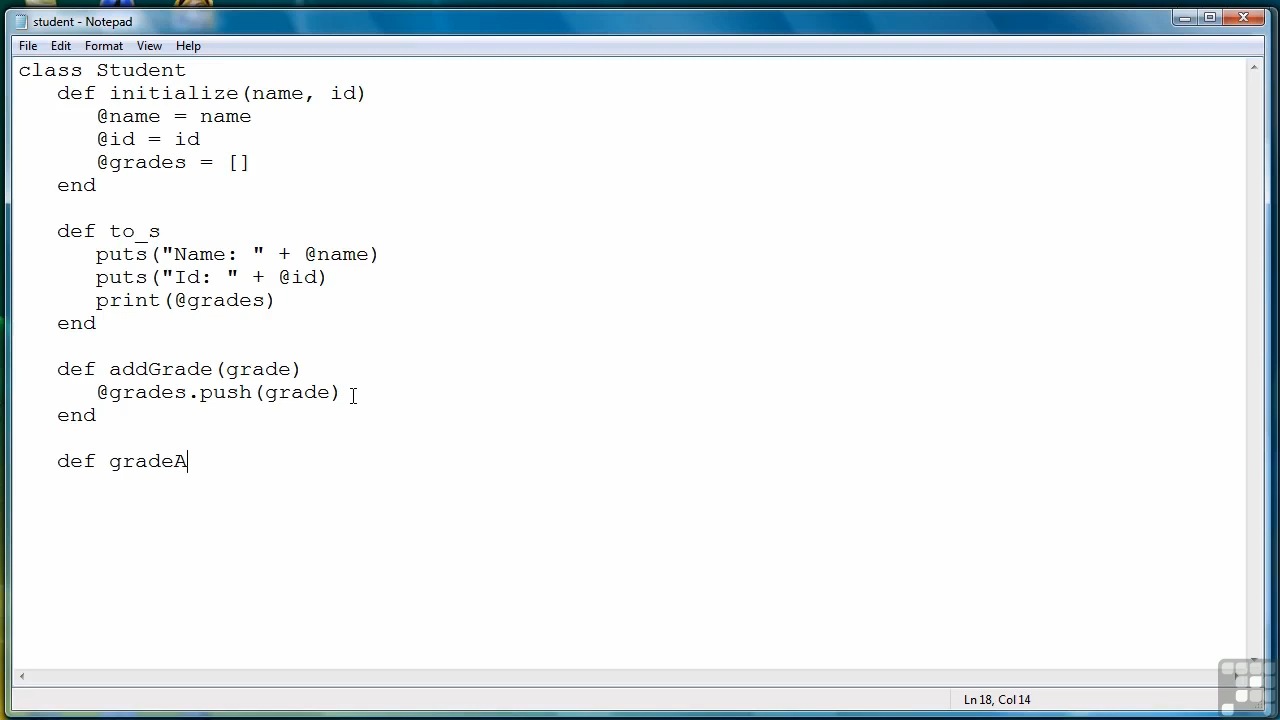 student - Notepad
File Edit Format View Help
class Student
   def initialize(name, id)
      @name = name
      @id = id
      @grades = []
   end

   def to_s
      puts("Name: " + @name)
      puts("Id: " + @id)
      print(@grades)
   end

   def addGrade(grade)
      @grades.push(grade)
   end

   def gradeA
Ln 18, Col 14